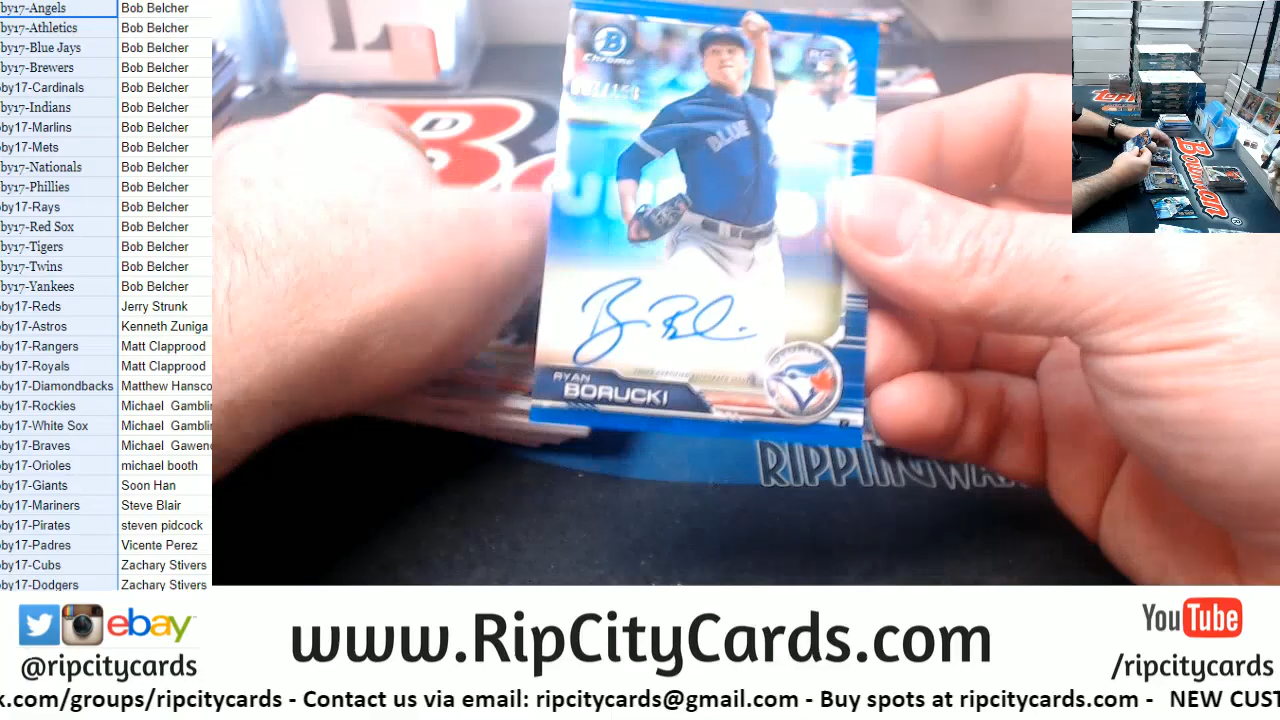 by17-Angels Bob Belcher
by17-Athletics Bob Belcher
by17-Blue Jays Bob Belcher
by17-Brewers Bob Belcher
by17-Cardinals Bob Belcher
by17-Indians Bob Belcher
by17-Marlins Bob Belcher
by17-Mets Bob Belcher
by17-Nationals Bob Belcher
by17-Phillies Bob Belcher
by17-Rays Bob Belcher
by17-Red Sox Bob Belcher
by17-Tigers Bob Belcher
by17-Twins Bob Belcher
by17-Yankees Bob Belcher
by17-Reds Jerry Strunk
by17-Astros Kenneth Zuniga
by17-Rangers Matt Clapprood
by17-Royals Matt Clapprood
by17-Diamondbacks Matthew Hansco
by17-Rockies Michael Gamblin
by17-White Sox Michael Gamblin
by17-Braves Michael Gawen
by17-Orioles michael booth
by17-Giants Soon Han
by17-Mariners Steve Blair
by17-Pirates steven pidcock
by17-Padres Vicente Perez
by17-Cubs Zachary Stivers
by17-Dodgers Zachary Stivers
B
Chrome
RC
BLUE
RYAN
BORUCKI
RIPPINGWA
TOPPS
Bowman
ebay
@ripcitycards
www.RipCityCards.com
YouTube
/ripcitycards
k.com/groups/ripcitycards - Contact us via email: ripcitycards@gmail.com - Buy spots at ripcitycards.com - NEW CUST